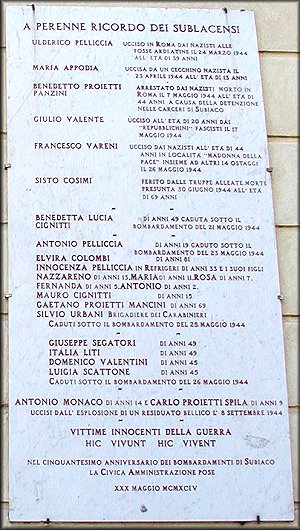 A PERENNE RICORDO DEI SUBLACENSI
ULDERICO PELLICCIA UCCISO IN ROMA DAI NAZISTI ALLE
FOSSE ARDEATINE IL 24 MARZO 1944
ALL'ETA DI 59 ANNI
MARIA APPODIA UCCISA DA UN CECCHINO NAZISTA IL
25 APRILE 1944 ALL'ETA DI 15 ANNI
BENEDETTO PROIETTI ARRESTATO DAI NAZISTI MORTO IN
PANZINI ROMA IL 7 MAGGIO 1944 ALL'ETA' DI
44 ANNI A CAUSA DELLA DETENZIONE
NELLE CARCERI DI SUBIACO
GIULIO VALENTE UCCISO ALL'ETA' DI 20 ANNI DAI
"REPUBBLICHINI" FASCISTI IL 17
MAGGIO 1944
FRANCESCO VARENI UCCISO DAI NAZISTI ALL'ETA' DI
44 ANNI IN LOCALITÀ "MADONNA DELLA
PACE" INSIEME AD ALTRI 14 OSTAGGI
IL 26 MAGGIO 1944
SISTO COSIMI FERITO DALLE TRUPPE ALLEATE, MORTE
PRESUNTA 30 GIUGNO 1944 ALL'ETA
DI 69 ANNI
BENEDETTA LUCIA DI ANNI 49 CADUTA SOTTO IL
CIGNITTI BOMBARDAMENTO DEL 21 MAGGIO 1944
ANTONIO PELLICCIA DI ANNI 19 CADUTO SOTTO IL
BOMBARDAMENTO DEL 23 MAGGIO 1944
ELVIRA COLOMBI DI ANNI 81
INNOCENZA PELLICCIA IN REFRIGERI DI ANNI 33 E I SUOI FIGLI
NAZZARENO DI ANNI 13, MARIA DI ANNI 11, ROSA DI ANNI 7,
FERNANDA DI ANNI 5, ANTONIO DI ANNI 2.
MAURO CIGNITTI DI ANNI 15
GAETANO PROIETTI MANCINI DI ANNI 69
SILVIO URBANI BRIGADIERE DEI CARABINIERI
CADUTI SOTTO IL BOMBARDAMENTO DEL 25 MAGGIO 1944
GIUSEPPE SEGATORI DI ANNI 49
ITALIA LITI DI ANNI 49
DOMENICO VALENTINI DI ANNI 45
LUIGIA SCATTONE DI ANNI 45
CADUTI SOTTO IL BOMBARDAMENTO DEL 26 MAGGIO 1944
ANTONIO MONACO DI ANNI 14 E CARLO PROIETTI SPILA DI ANNI 9
UCCISI DALL'ESPLOSIONE DI UN RESIDUATO BELLICO L'8 SETTEMBRE 1944
VITTIME INNOCENTI DELLA GUERRA
HIC VIVUNT HIC VIVENT
NEL CINQUANTESIMO ANNIVERSARIO DEI BOMBARDAMENTI DI SUBIACO
LA CIVICA AMMINISTRAZIONE POSE
XXX MAGGIO MCMXCIV